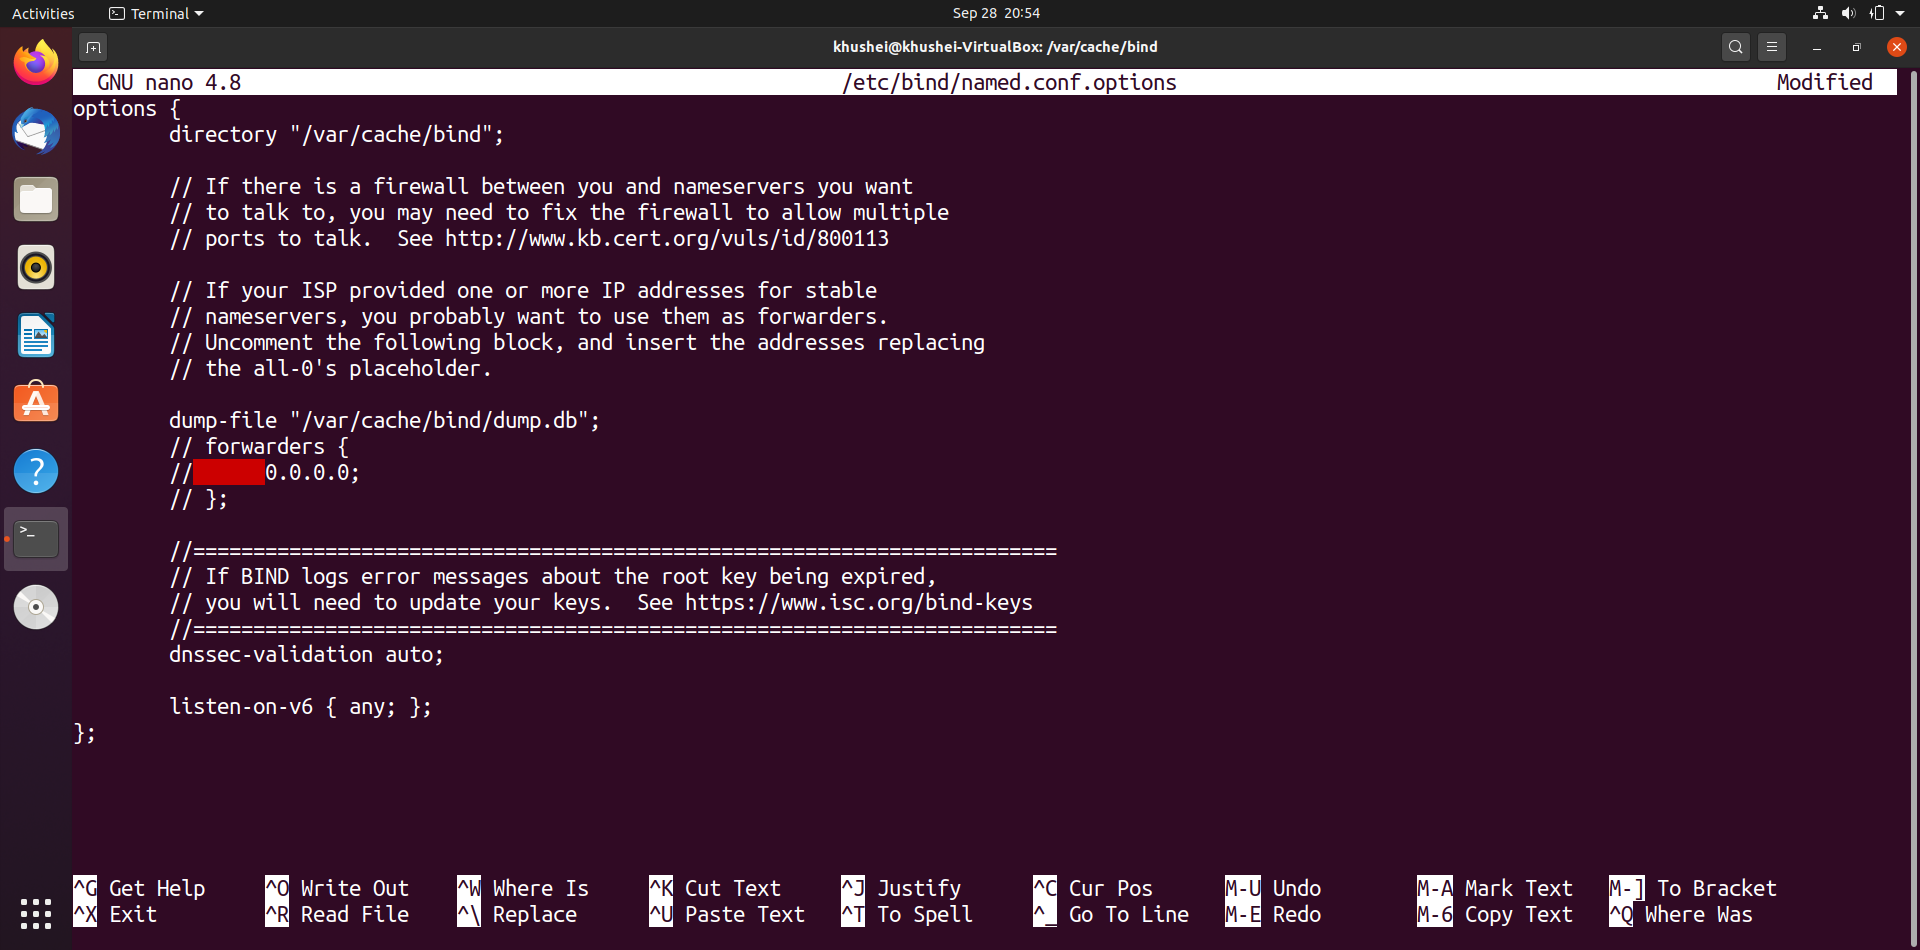 Activities Terminal Sep 28 20:54
khushei@khushei-VirtualBox: /var/cache/bind
GNU nano 4.8 /etc/bind/named.conf.options Modified
options {
directory "/var/cache/bind";
// If there is a firewall between you and nameservers you want
// to talk to, you may need to fix the firewall to allow multiple
// ports to talk.  See http://www.kb.cert.org/vuls/id/800113
// If your ISP provided one or more IP addresses for stable
// nameservers, you probably want to use them as forwarders.
// Uncomment the following block, and insert the addresses replacing
// the all-0's placeholder.
dump-file "/var/cache/bind/dump.db";
// forwarders {
//      0.0.0.0;
// };
//========================================================================
// If BIND logs error messages about the root key being expired,
// you will need to update your keys.  See https://www.isc.org/bind-keys
//========================================================================
dnssec-validation auto;
listen-on-v6 { any; };
};
^G Get Help ^O Write Out ^W Where Is ^K Cut Text ^J Justify ^C Cur Pos M-U Undo M-A Mark Text M-] To Bracket
^X Exit ^R Read File ^\ Replace ^U Paste Text ^T To Spell ^_ Go To Line M-E Redo M-6 Copy Text ^Q Where Was